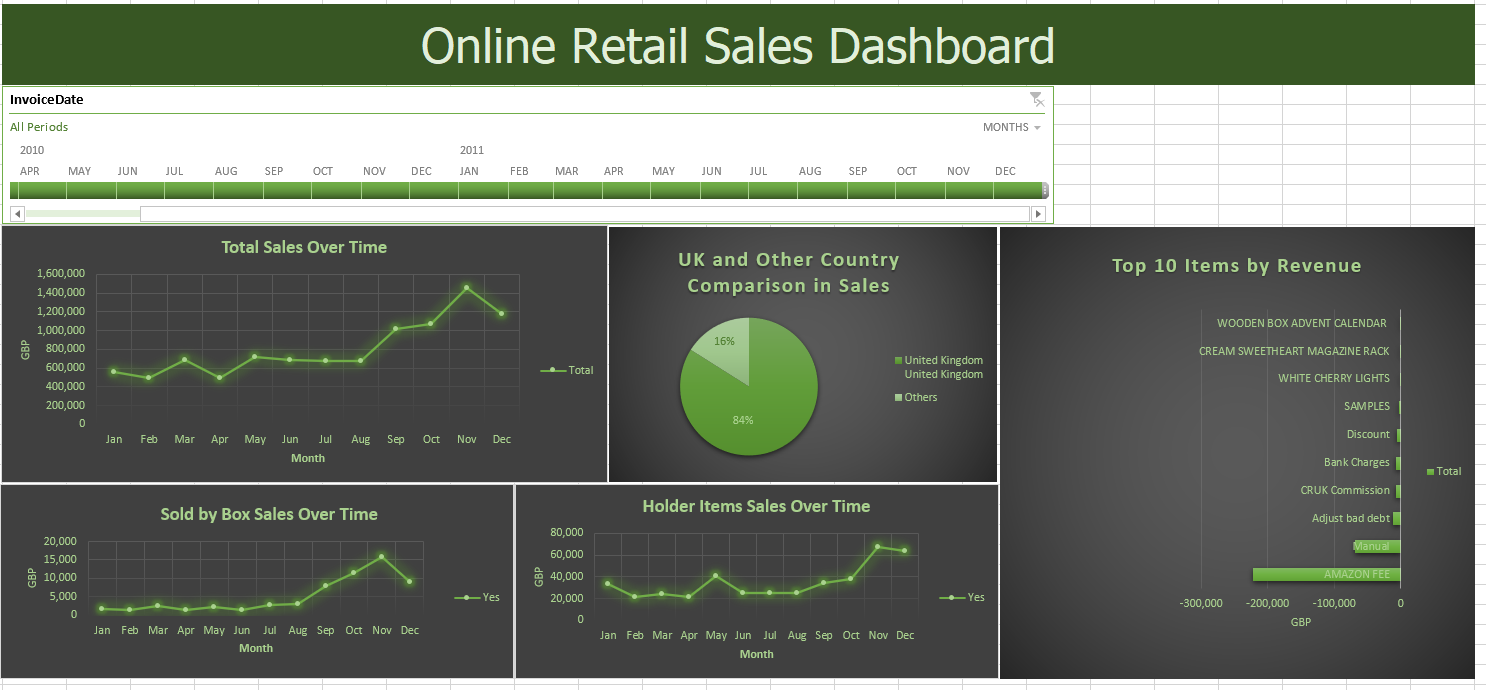 Online Retail Sales Dashboard
InvoiceDate
All Periods
MONTHS
2010 2011
APR MAY JUN JUL AUG SEP OCT NOV DEC JAN FEB MAR APR MAY JUN JUL AUG SEP OCT NOV DEC
Total Sales Over Time
1,600,000
1,400,000
1,200,000
1,000,000
800,000
600,000
400,000
200,000
0
GBP
Jan Feb Mar Apr May Jun Jul Aug Sep Oct Nov Dec
Month
Total
UK and Other Country
Comparison in Sales
16%
84%
United Kingdom
United Kingdom
Others
Top 10 Items by Revenue
WOODEN BOX ADVENT CALENDAR
CREAM SWEETHEART MAGAZINE RACK
WHITE CHERRY LIGHTS
SAMPLES
Discount
Bank Charges
CRUK Commission
Adjust bad debt
Manual
AMAZON FEE
-300,000 -200,000 -100,000 0
GBP
Total
Sold by Box Sales Over Time
20,000
15,000
10,000
5,000
0
GBP
Jan Feb Mar Apr May Jun Jul Aug Sep Oct Nov Dec
Month
Yes
Holder Items Sales Over Time
80,000
60,000
40,000
20,000
0
GBP
Jan Feb Mar Apr May Jun Jul Aug Sep Oct Nov Dec
Month
Yes